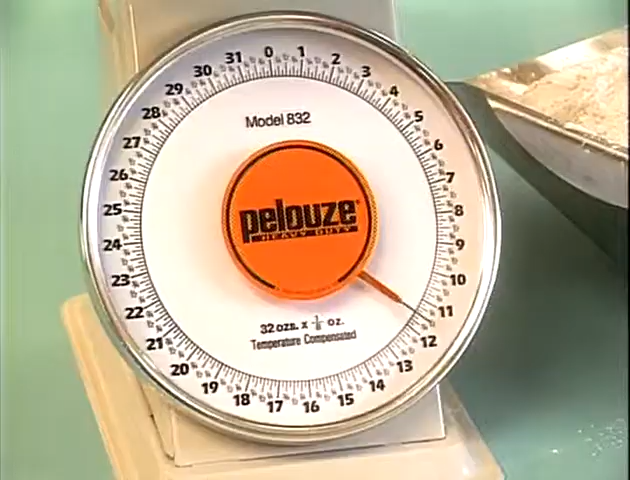 0 1 2 3 4 5 6 7 8 9 10 11 12 13 14 15 16 17 18 19 20 21 22 23 24 25 26 27 28 29 30 31
Model 832
pelouze®
HEAVY DUTY
32 ozs. x 1/8 oz.
Temperature Compensated